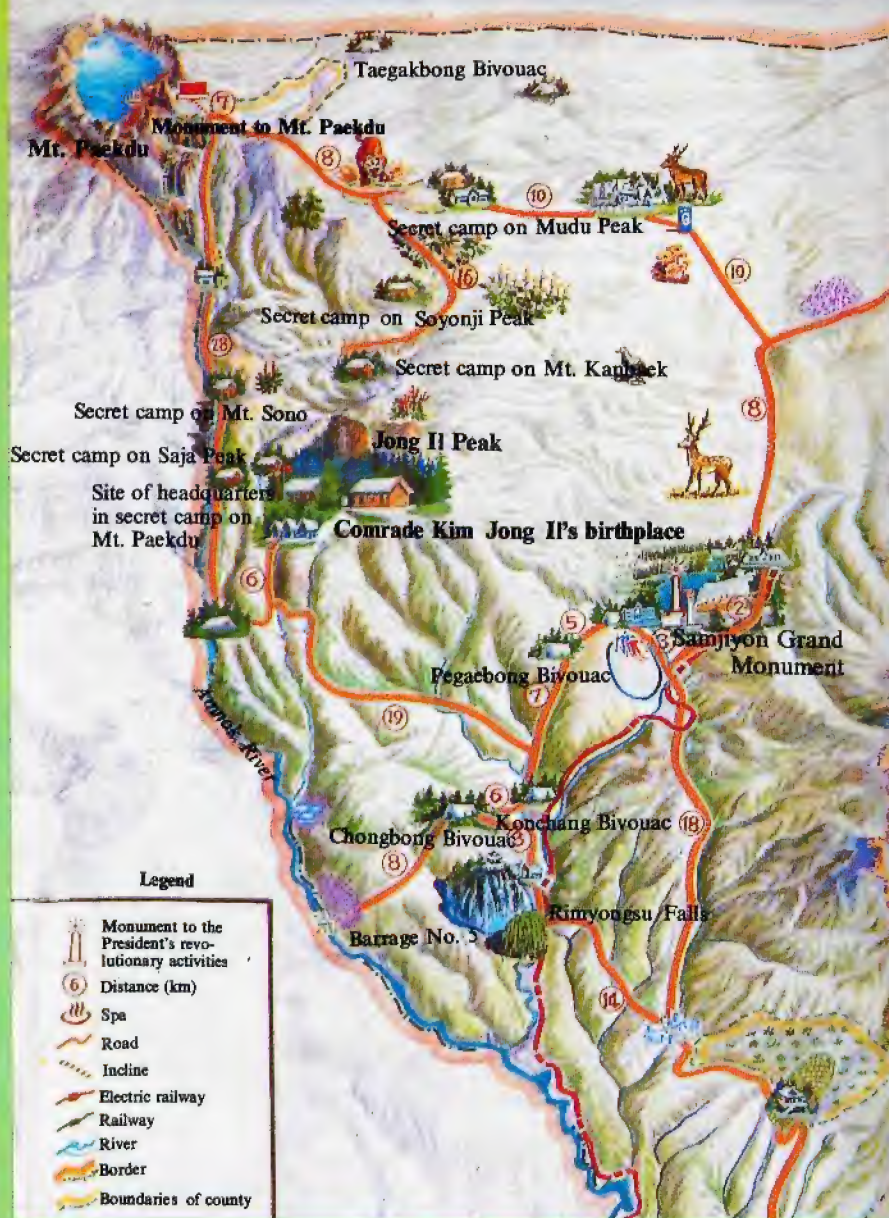 Taegakbong Bivouac
⑦
Monument to Mt. Paekdu
Mt. Paekdu
⑧
⑩
Secret camp on Mudu Peak
⑯
⑲
Secret camp on Soyonji Peak
㉘
Secret camp on Mt. Kanbaek
Secret camp on Mt. Sono
⑧
Jong Il Peak
Secret camp on Saja Peak
Site of headquarters
in secret camp on
Mt. Paekdu
Comrade Kim Jong Il's birthplace
⑥
②
⑤
3
Samjiyon Grand
Monument
Pegaebong Bivouac
⑦
⑲
Amnok River
⑥
Konchang Bivouac
⑱
Chongbong Bivouac
⑧
Rimyongsu Falls
Barrage No. 5
⑭
Legend
Monument to the
President's revo-
lutionary activities
⑥ Distance (km)
Spa
Road
Incline
Electric railway
Railway
River
Border
Boundaries of county